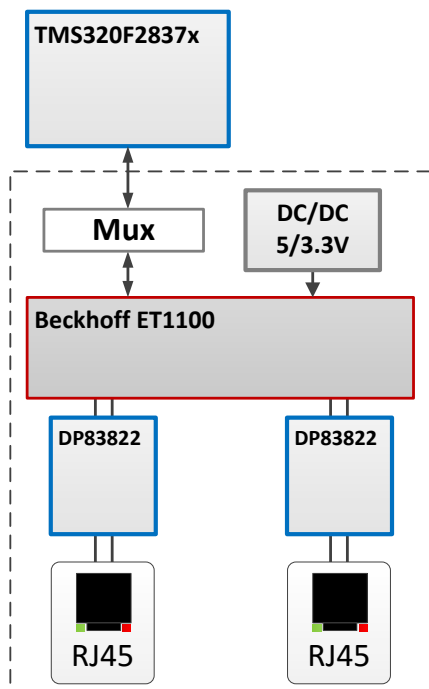 TMS320F2837x
Mux
DC/DC
5/3.3V
Beckhoff ET1100
DP83822
DP83822
RJ45
RJ45